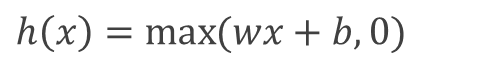 h(x) = max(wx + b, 0)